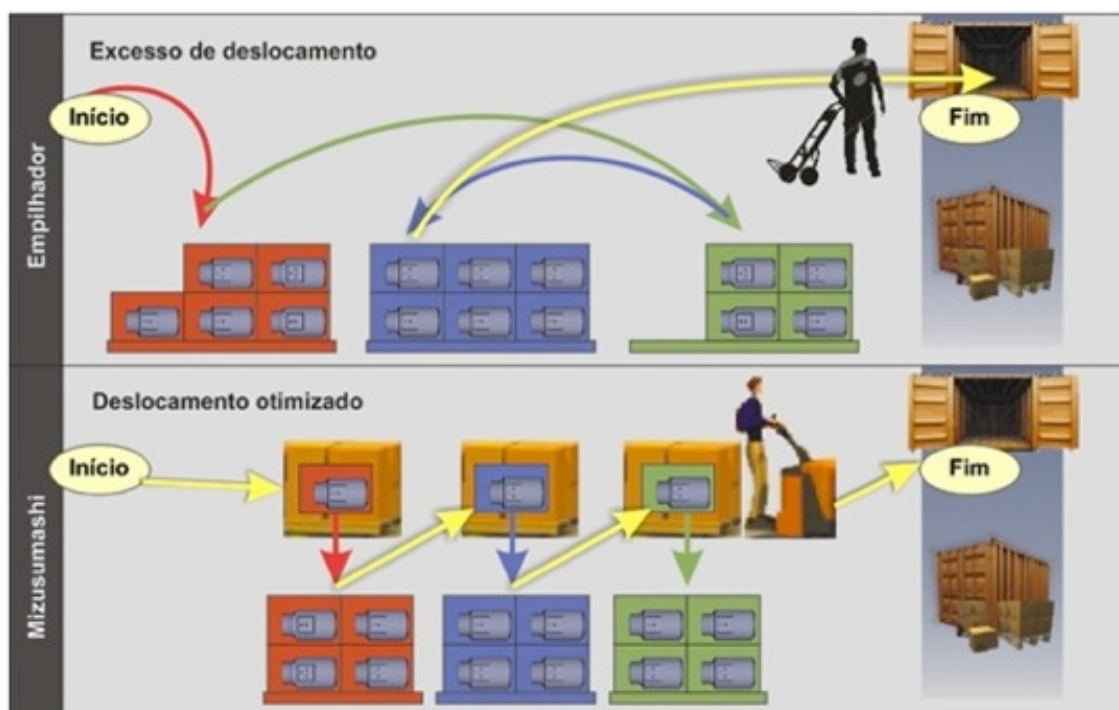 Excesso de deslocamento
Início
Fim
Empilhador
Deslocamento otimizado
Início
Fim
Mizusumashi